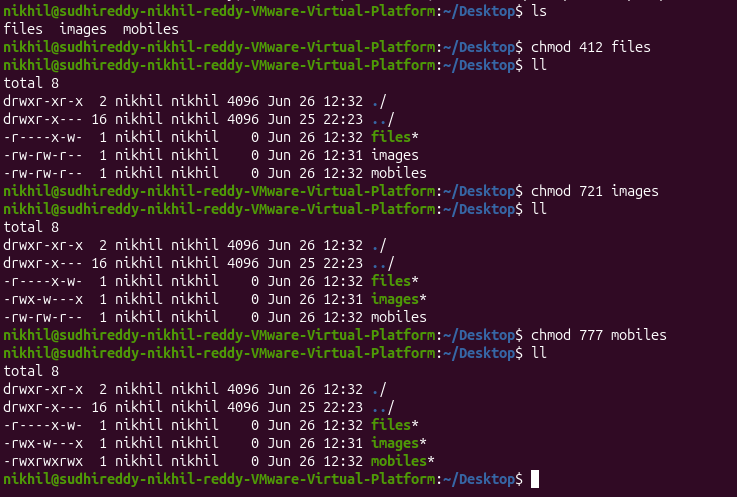 nikhil@sudhireddy-nikhil-reddy-VMware-Virtual-Platform:~/Desktop$ ls
files  images  mobiles
nikhil@sudhireddy-nikhil-reddy-VMware-Virtual-Platform:~/Desktop$ chmod 412 files
nikhil@sudhireddy-nikhil-reddy-VMware-Virtual-Platform:~/Desktop$ ll
total 8
drwxr-xr-x  2 nikhil nikhil 4096 Jun 26 12:32 ./
drwxr-x--- 16 nikhil nikhil 4096 Jun 25 22:23 ../
-r----x-w-  1 nikhil nikhil    0 Jun 26 12:32 files*
-rw-rw-r--  1 nikhil nikhil    0 Jun 26 12:31 images
-rw-rw-r--  1 nikhil nikhil    0 Jun 26 12:32 mobiles
nikhil@sudhireddy-nikhil-reddy-VMware-Virtual-Platform:~/Desktop$ chmod 721 images
nikhil@sudhireddy-nikhil-reddy-VMware-Virtual-Platform:~/Desktop$ ll
total 8
drwxr-xr-x  2 nikhil nikhil 4096 Jun 26 12:32 ./
drwxr-x--- 16 nikhil nikhil 4096 Jun 25 22:23 ../
-r----x-w-  1 nikhil nikhil    0 Jun 26 12:32 files*
-rwx-w---x  1 nikhil nikhil    0 Jun 26 12:31 images*
-rw-rw-r--  1 nikhil nikhil    0 Jun 26 12:32 mobiles
nikhil@sudhireddy-nikhil-reddy-VMware-Virtual-Platform:~/Desktop$ chmod 777 mobiles
nikhil@sudhireddy-nikhil-reddy-VMware-Virtual-Platform:~/Desktop$ ll
total 8
drwxr-xr-x  2 nikhil nikhil 4096 Jun 26 12:32 ./
drwxr-x--- 16 nikhil nikhil 4096 Jun 25 22:23 ../
-r----x-w-  1 nikhil nikhil    0 Jun 26 12:32 files*
-rwx-w---x  1 nikhil nikhil    0 Jun 26 12:31 images*
-rwxrwxrwx  1 nikhil nikhil    0 Jun 26 12:32 mobiles*
nikhil@sudhireddy-nikhil-reddy-VMware-Virtual-Platform:~/Desktop$